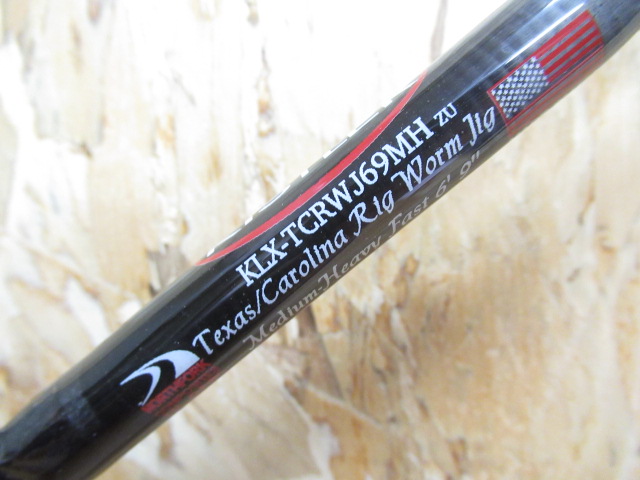 KLX-TCRWJ69MH ZU
Texas/Carolina Rig Worm Jig
Medium Heavy Fast 6' 9"